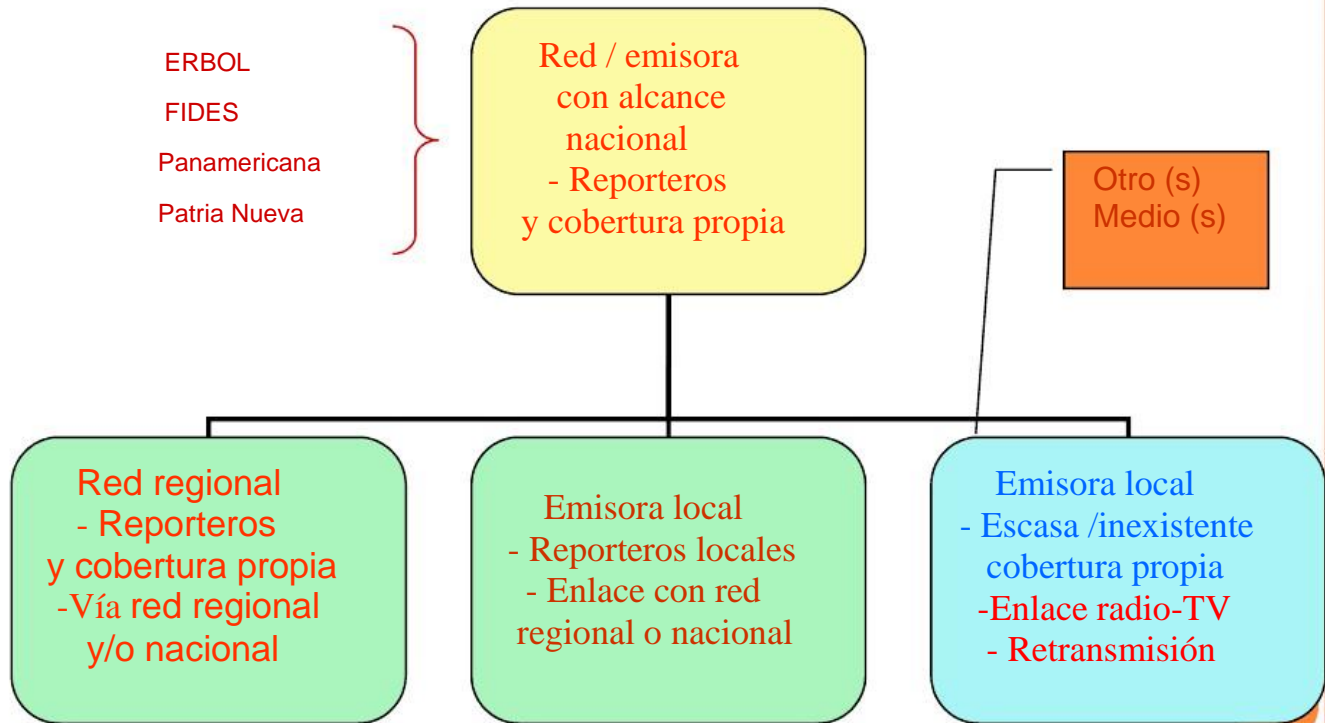 ERBOL
FIDES
Panamericana
Patria Nueva
Red / emisora
con alcance
nacional
- Reporteros
y cobertura propia
Otro (s)
Medio (s)
Red regional
- Reporteros
y cobertura propia
-Vía red regional
y/o nacional
Emisora local
- Reporteros locales
- Enlace con red
regional o nacional
Emisora local
- Escasa /inexistente
cobertura propia
-Enlace radio-TV
- Retransmisión